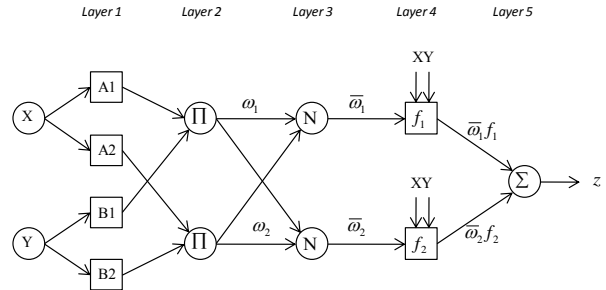 Layer 1 Layer 2 Layer 3 Layer 4 Layer 5
XY
A1
X
ω₁ ω̅₁
Π N f₁
ω̅₁f₁
A2
Σ z
XY
B1
ω₂ ω̅₂
ω̅₂f₂
Y Π N f₂
B2